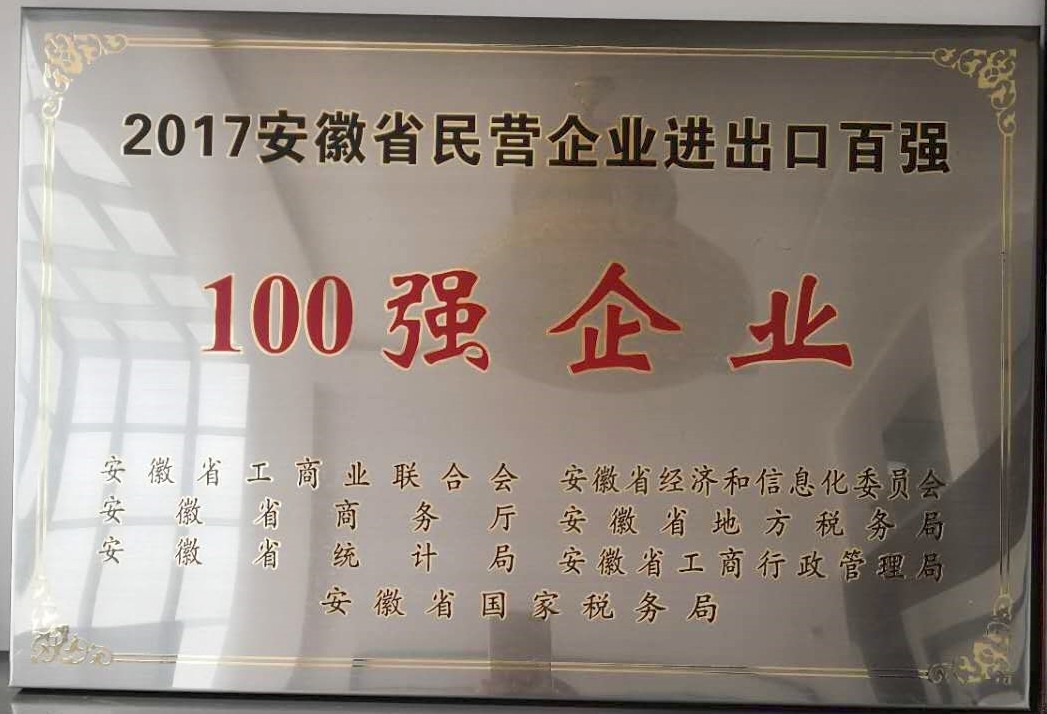 2017安徽省民营企业进出口百强
100强企业
安徽省工商业联合会 安徽省经济和信息化委员会
安徽省商务厅 安徽省地方税务局
安徽省统计局 安徽省工商行政管理局
安徽省国家税务局